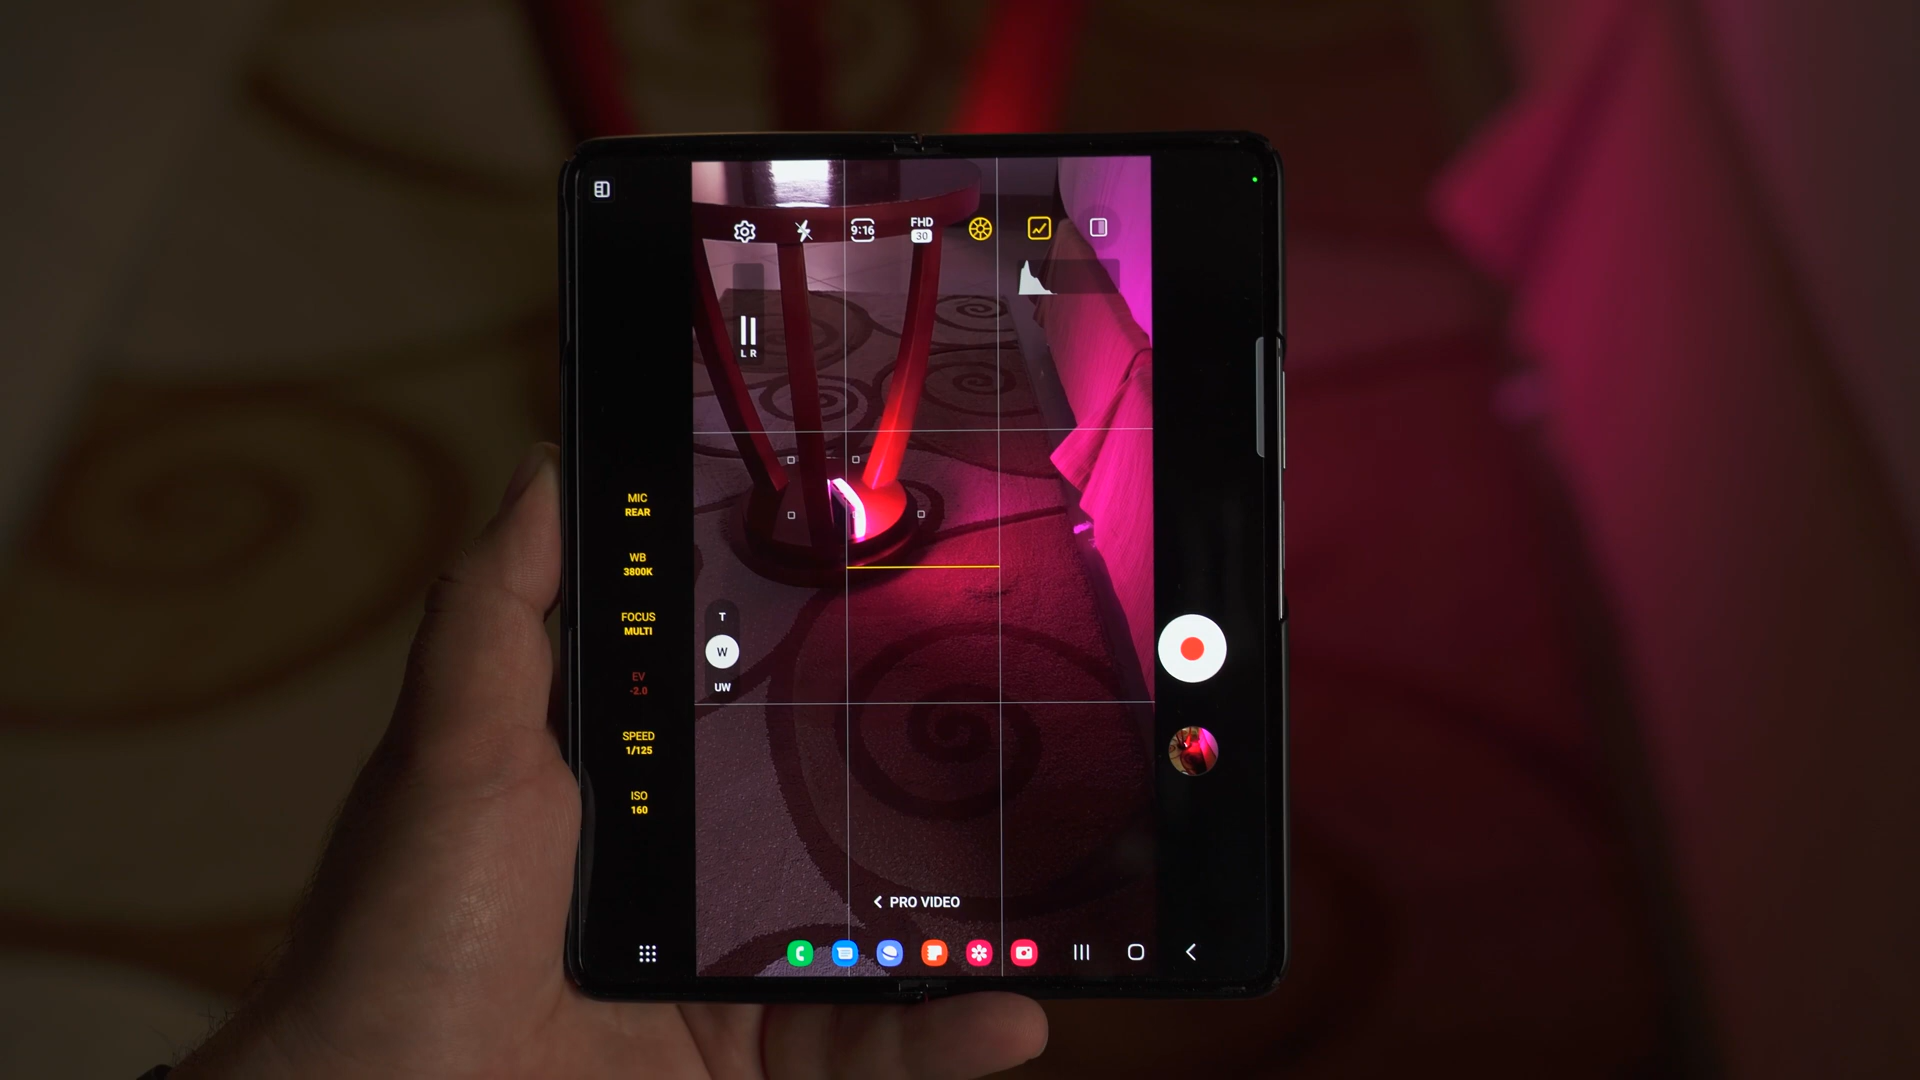 9:16
FHD
30
L R
MIC
REAR
WB
3800K
FOCUS
MULTI
EV
-2.0
SPEED
1/125
ISO
160
T
W
UW
PRO VIDEO